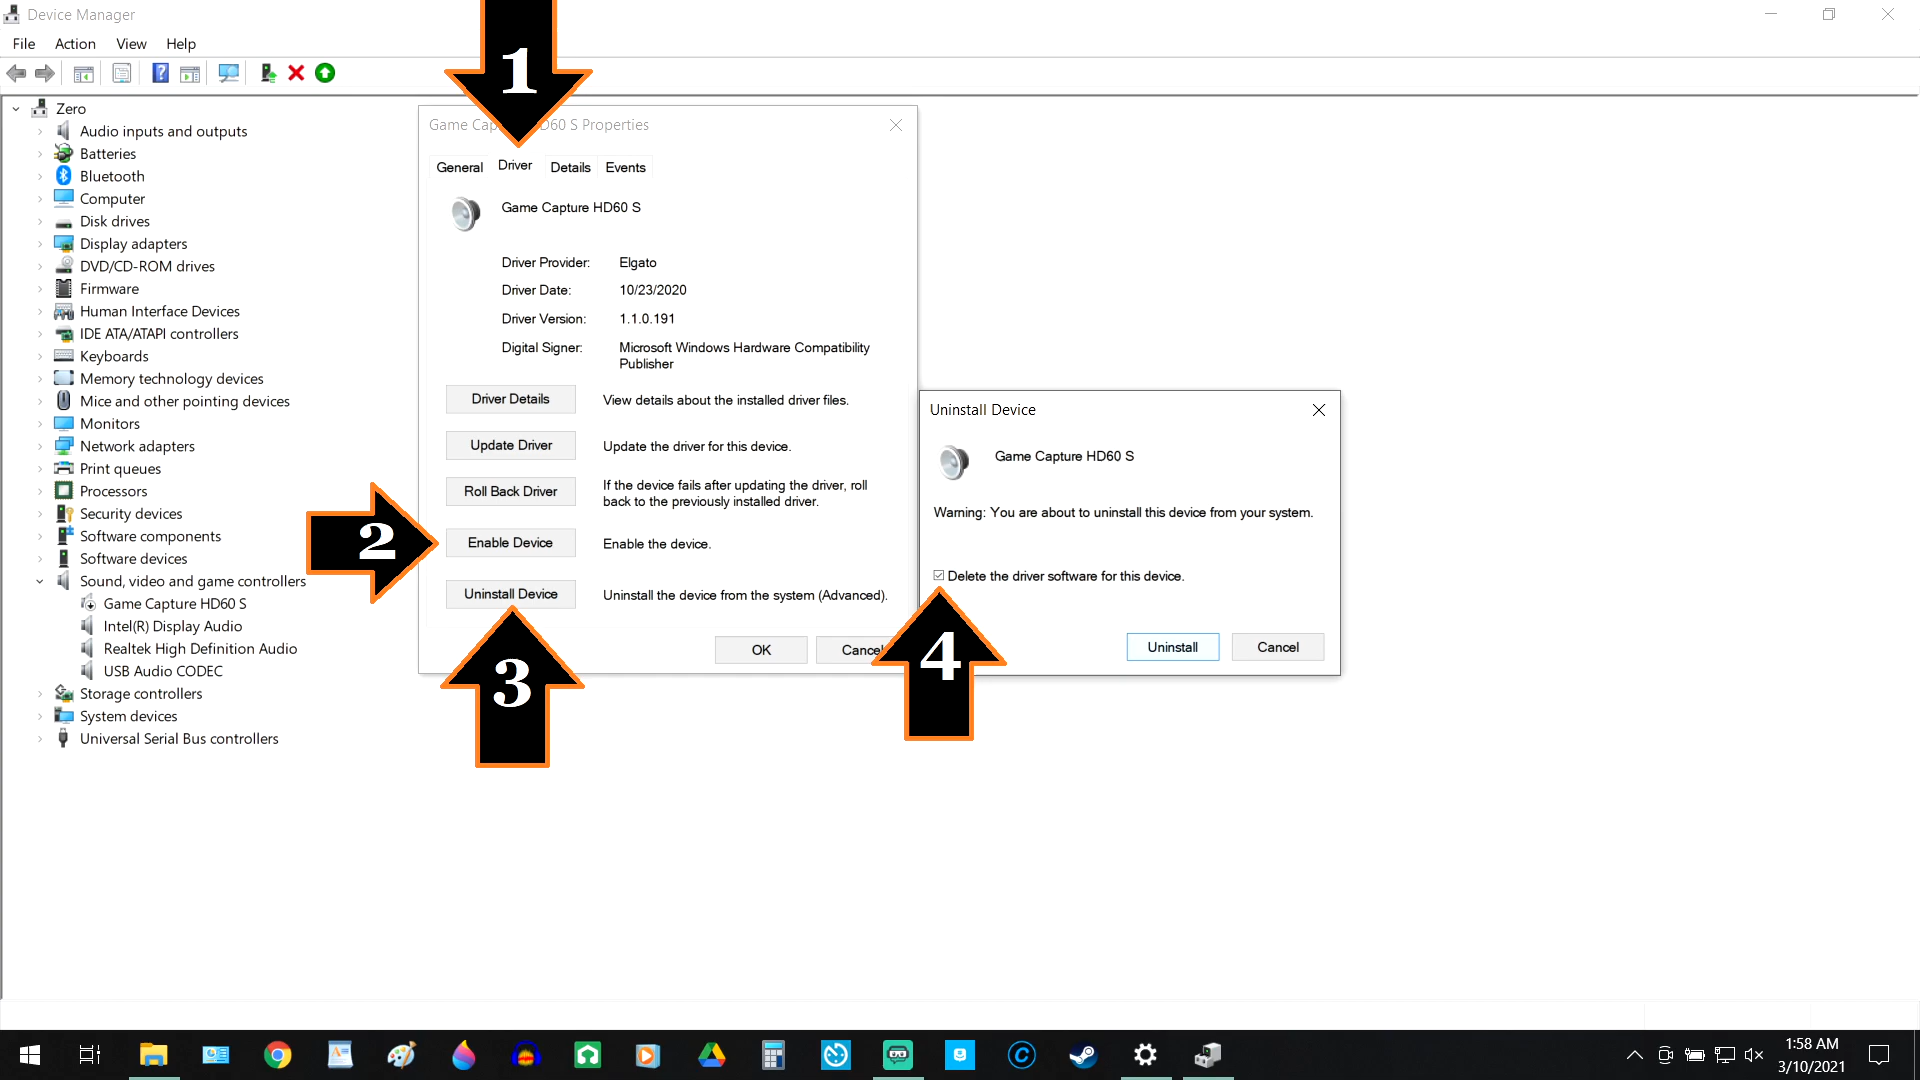 Device Manager
File Action View Help
1
Zero
Audio inputs and outputs
Batteries
Bluetooth
Computer
Disk drives
Display adapters
DVD/CD-ROM drives
Firmware
Human Interface Devices
IDE ATA/ATAPI controllers
Keyboards
Memory technology devices
Mice and other pointing devices
Monitors
Network adapters
Print queues
Processors
Security devices
Software components
Software devices
Sound, video and game controllers
Game Capture HD60 S
Intel(R) Display Audio
Realtek High Definition Audio
USB Audio CODEC
Storage controllers
System devices
Universal Serial Bus controllers
Game Cap D60 S Properties
General Driver Details Events
Game Capture HD60 S
Driver Provider: Elgato
Driver Date: 10/23/2020
Driver Version: 1.1.0.191
Digital Signer: Microsoft Windows Hardware Compatibility
Publisher
Driver Details View details about the installed driver files.
Update Driver Update the driver for this device.
Roll Back Driver If the device fails after updating the driver, roll
back to the previously installed driver.
2 Enable Device Enable the device.
Uninstall Device Uninstall the device from the system (Advanced).
OK Cancel
3
Uninstall Device
Game Capture HD60 S
Warning: You are about to uninstall this device from your system.
Delete the driver software for this device.
Uninstall Cancel
4
1:58 AM
3/10/2021